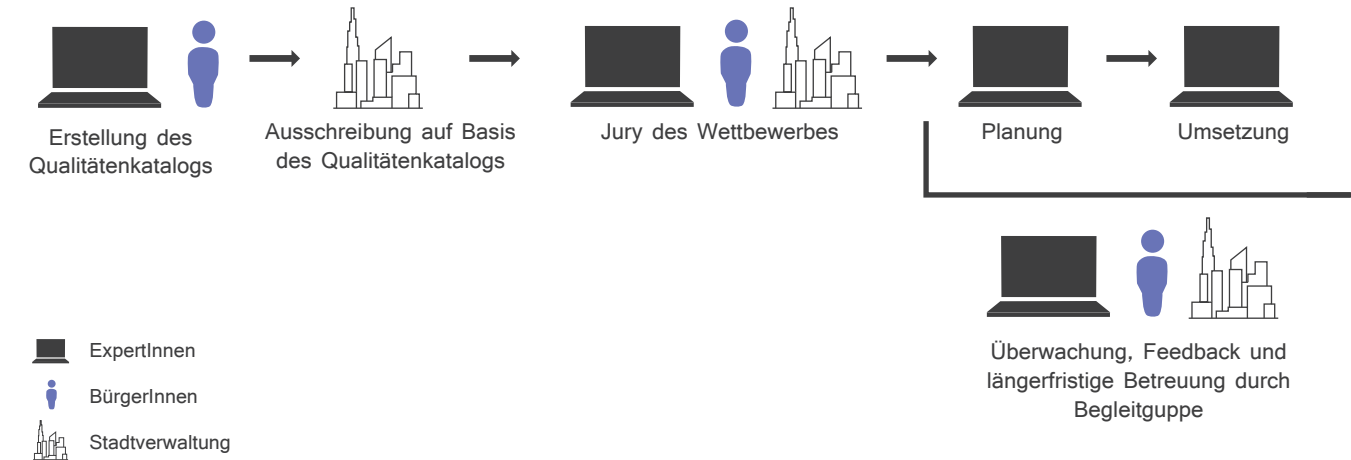 Erstellung des
Qualitätenkatalogs
Ausschreibung auf Basis
des Qualitätenkatalogs
Jury des Wettbewerbes
Planung
Umsetzung
Überwachung, Feedback und
längerfristige Betreuung durch
Begleitguppe
ExpertInnen
BürgerInnen
Stadtverwaltung